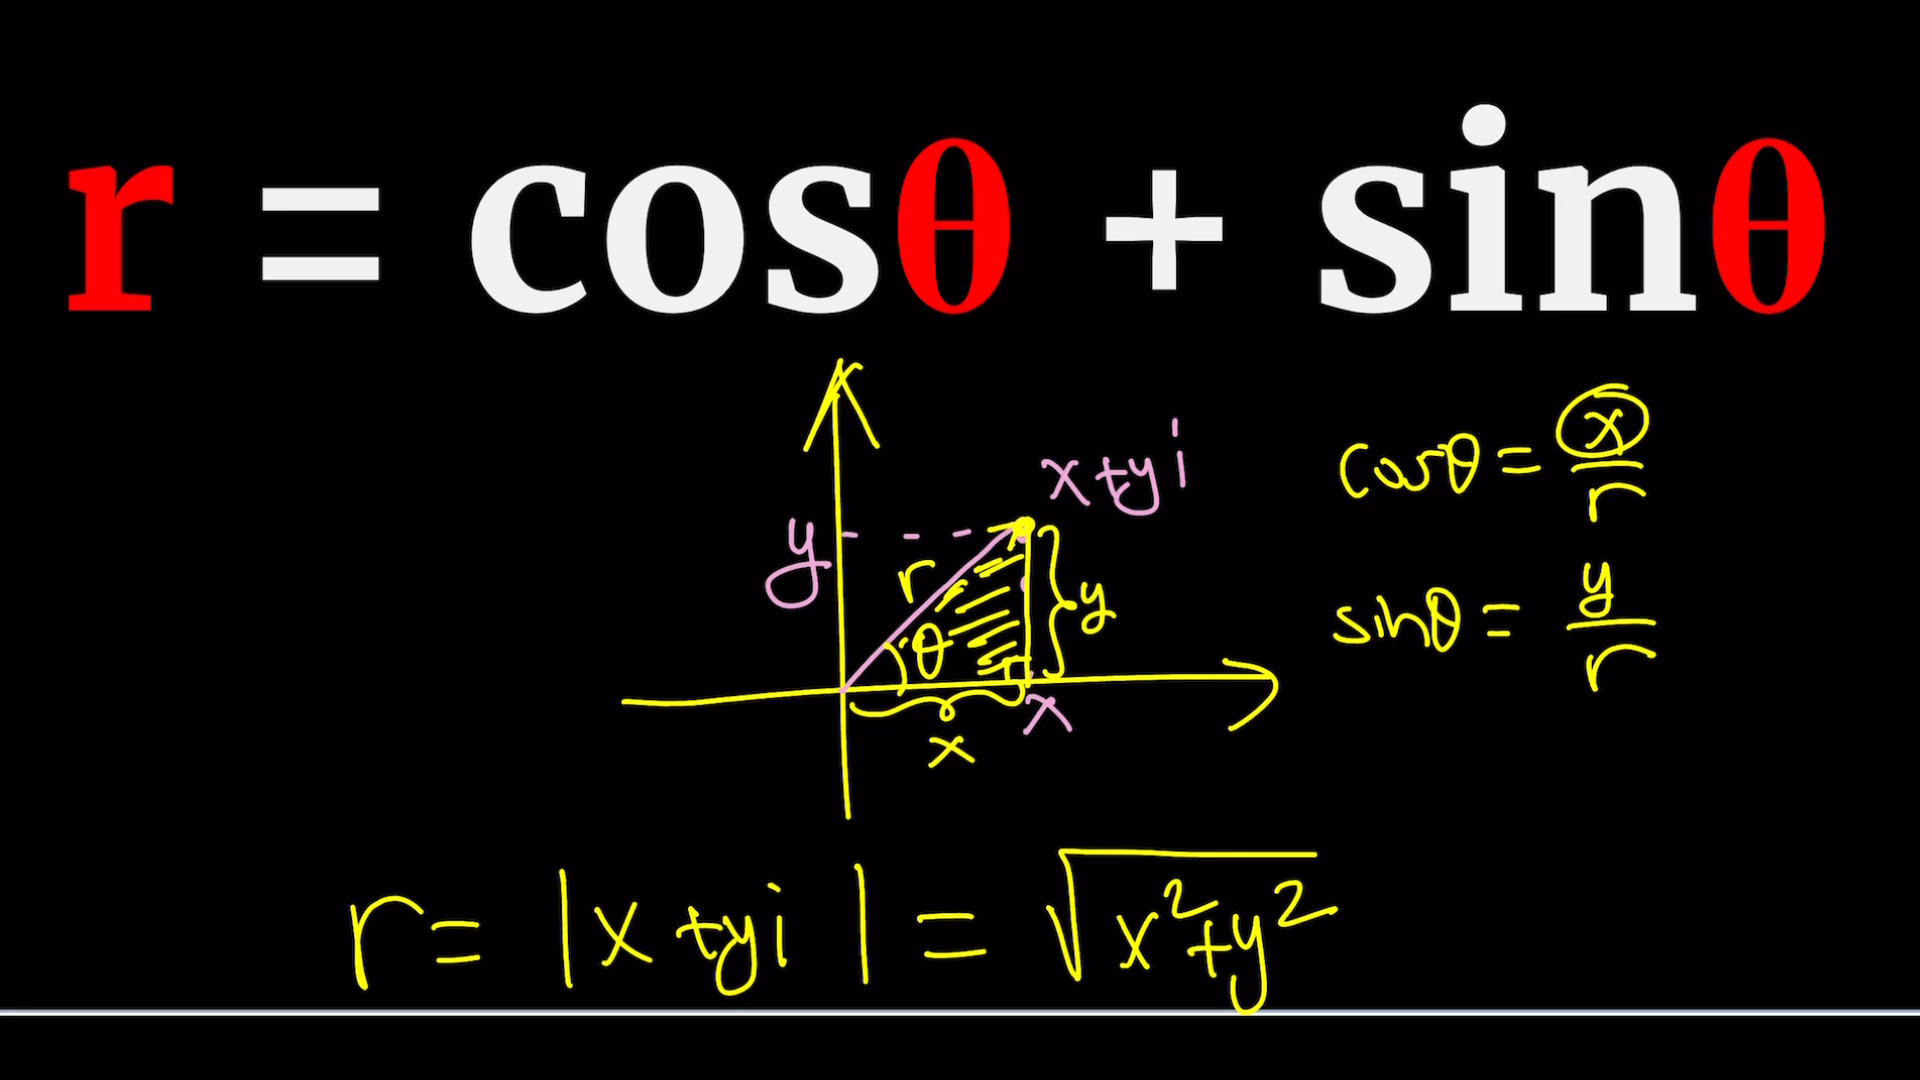 r = cosθ + sinθ
x+yi
cosθ = x/r
y
r
θ
y
sinθ = y/r
x
x
r = |x+yi| = √x²+y²